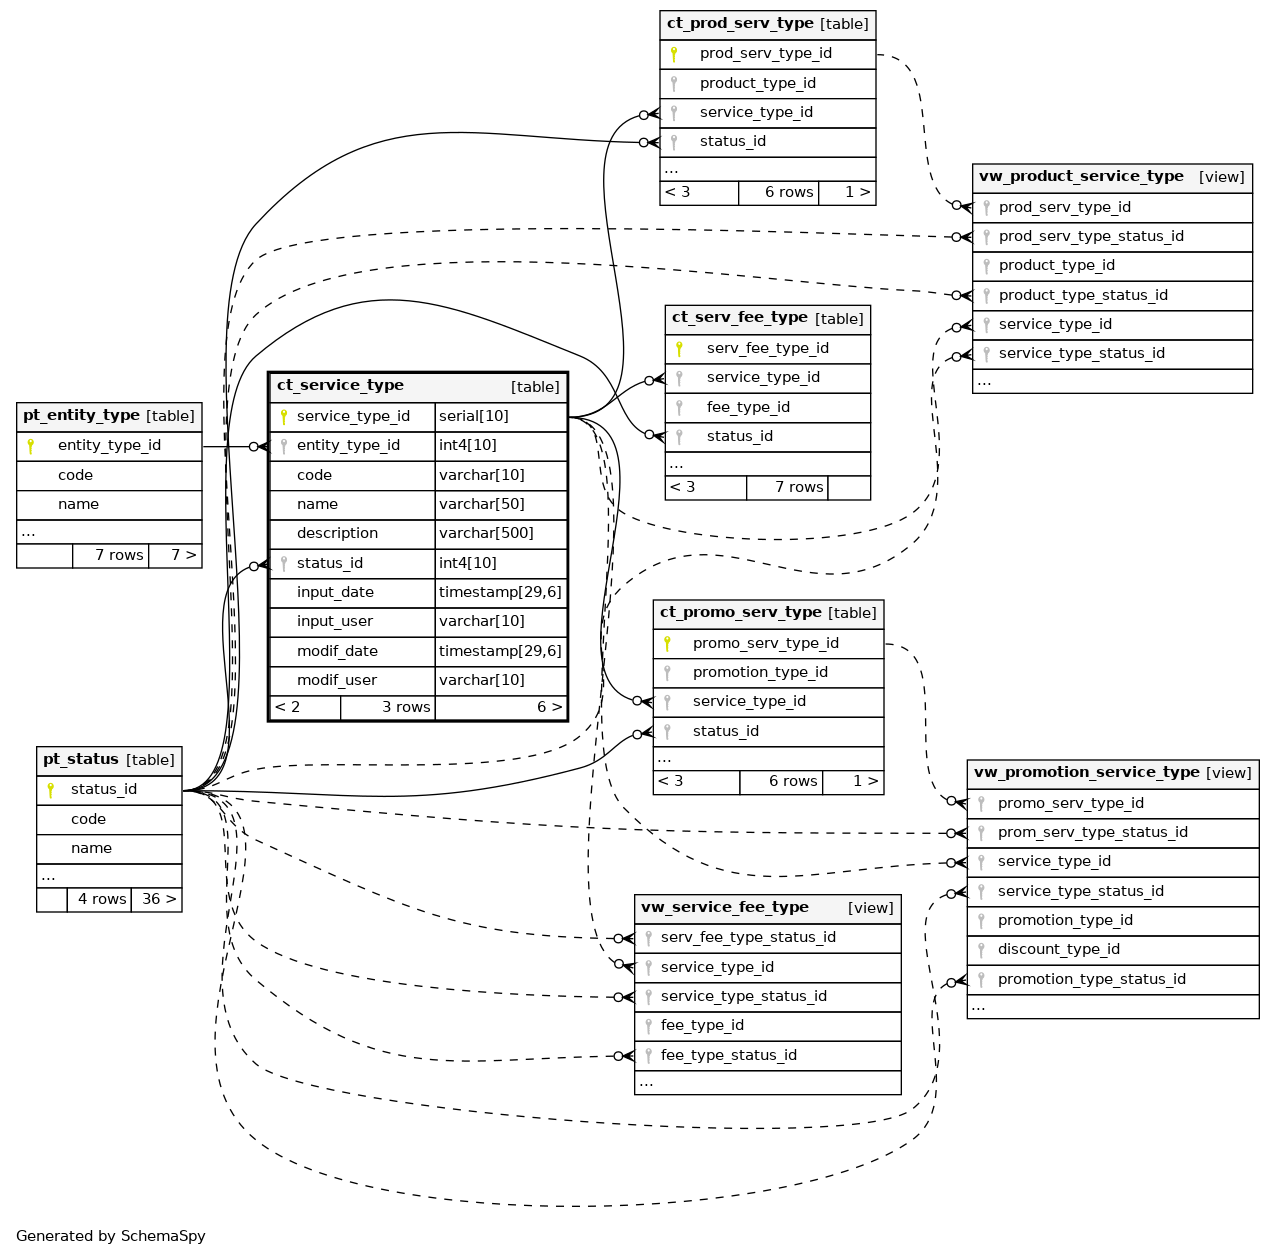 ct_prod_serv_type [table]
prod_serv_type_id
product_type_id
service_type_id
status_id
...
< 3 6 rows 1 >
vw_product_service_type [view]
prod_serv_type_id
prod_serv_type_status_id
product_type_id
product_type_status_id
service_type_id
service_type_status_id
...
ct_serv_fee_type [table]
serv_fee_type_id
service_type_id
fee_type_id
status_id
...
< 3 7 rows
ct_service_type [table]
service_type_id serial[10]
entity_type_id int4[10]
code varchar[10]
name varchar[50]
description varchar[500]
status_id int4[10]
input_date timestamp[29,6]
input_user varchar[10]
modif_date timestamp[29,6]
modif_user varchar[10]
< 2 3 rows 6 >
pt_entity_type [table]
entity_type_id
code
name
...
7 rows 7 >
ct_promo_serv_type [table]
promo_serv_type_id
promotion_type_id
service_type_id
status_id
...
< 3 6 rows 1 >
pt_status [table]
status_id
code
name
...
4 rows 36 >
vw_promotion_service_type [view]
promo_serv_type_id
prom_serv_type_status_id
service_type_id
service_type_status_id
promotion_type_id
discount_type_id
promotion_type_status_id
...
vw_service_fee_type [view]
serv_fee_type_status_id
service_type_id
service_type_status_id
fee_type_id
fee_type_status_id
...
Generated by SchemaSpy